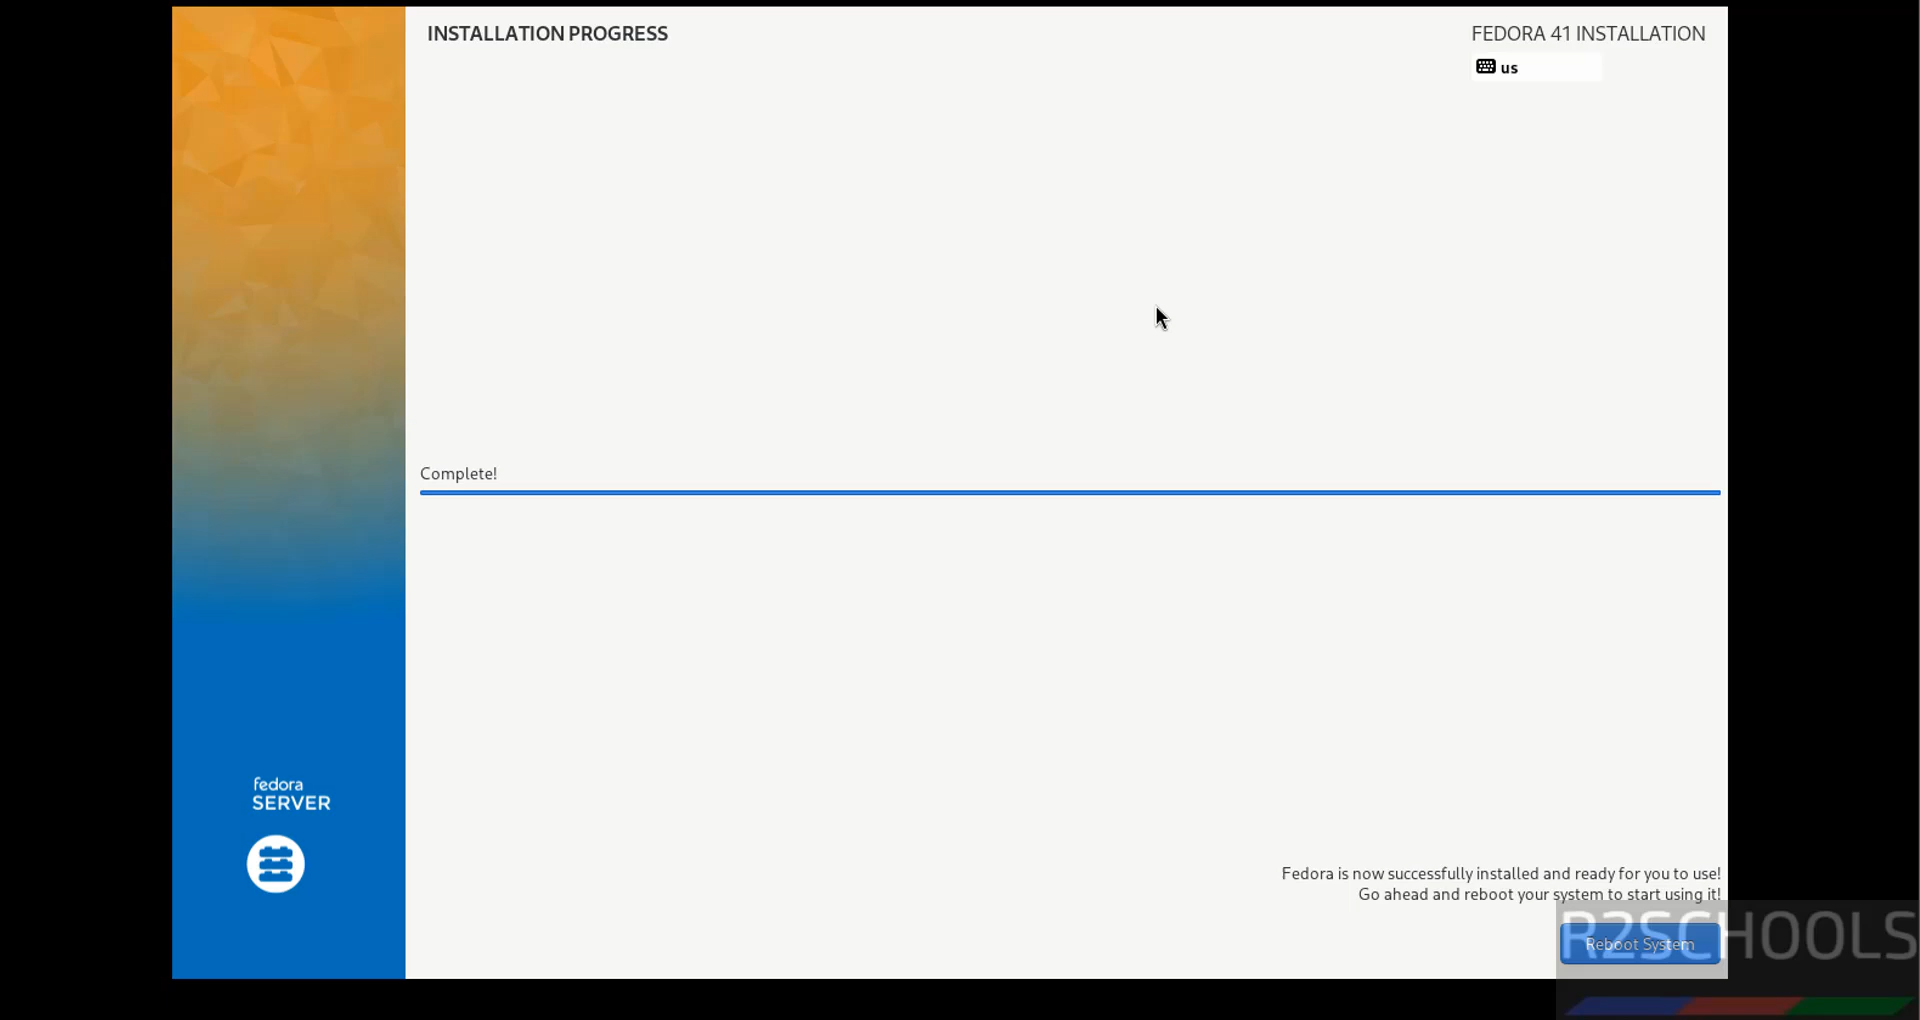 INSTALLATION PROGRESS
FEDORA 41 INSTALLATION
us
Complete!
fedora
SERVER
Fedora is now successfully installed and ready for you to use!
Go ahead and reboot your system to start using it!
Reboot System
R2SCHOOLS